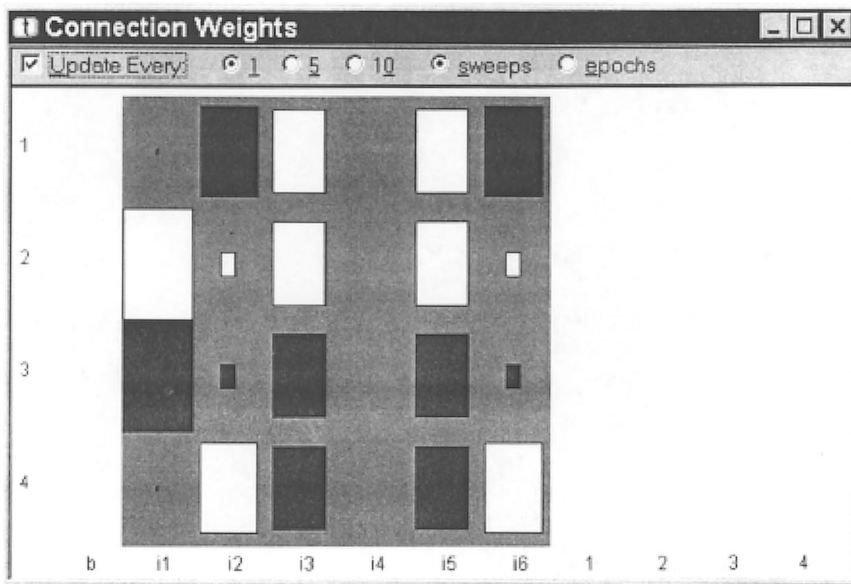 Connection Weights
Update Every: 1 5 10 sweeps epochs
1
2
3
4
b i1 i2 i3 i4 i5 i6 1 2 3 4